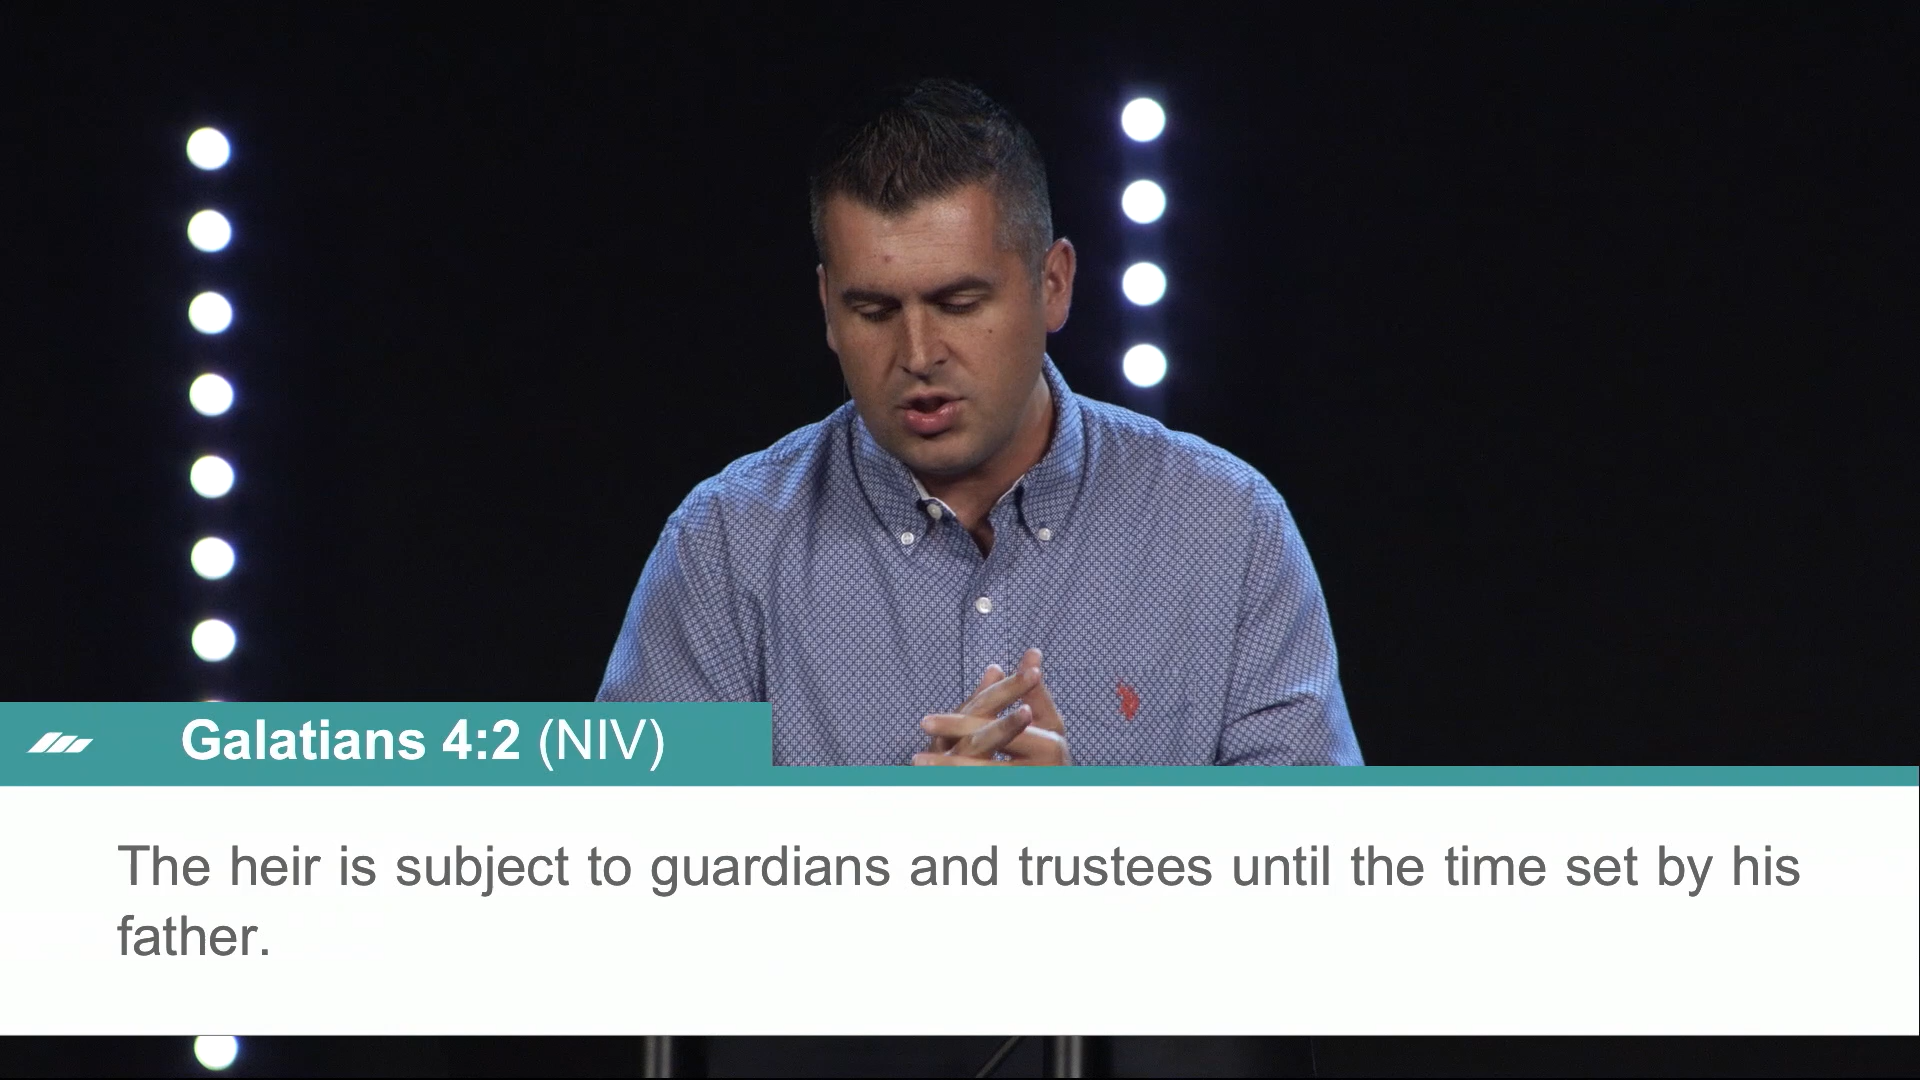 Galatians 4:2 (NIV)
The heir is subject to guardians and trustees until the time set by his
father.